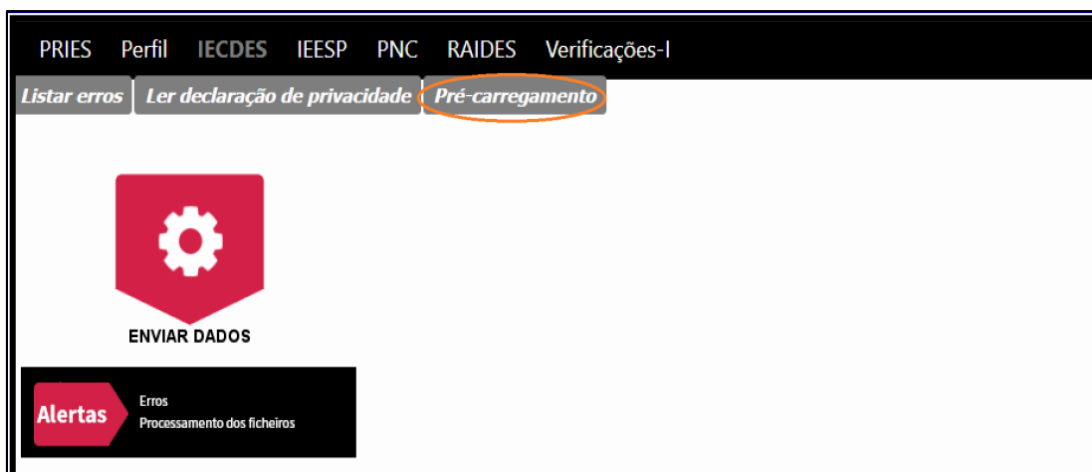 PRIES Perfil IECDES IEESP PNC RAIDES Verificações-I
Listar erros Ler declaração de privacidade Pré-carregamento
ENVIAR DADOS
Alertas
Erros
Processamento dos ficheiros